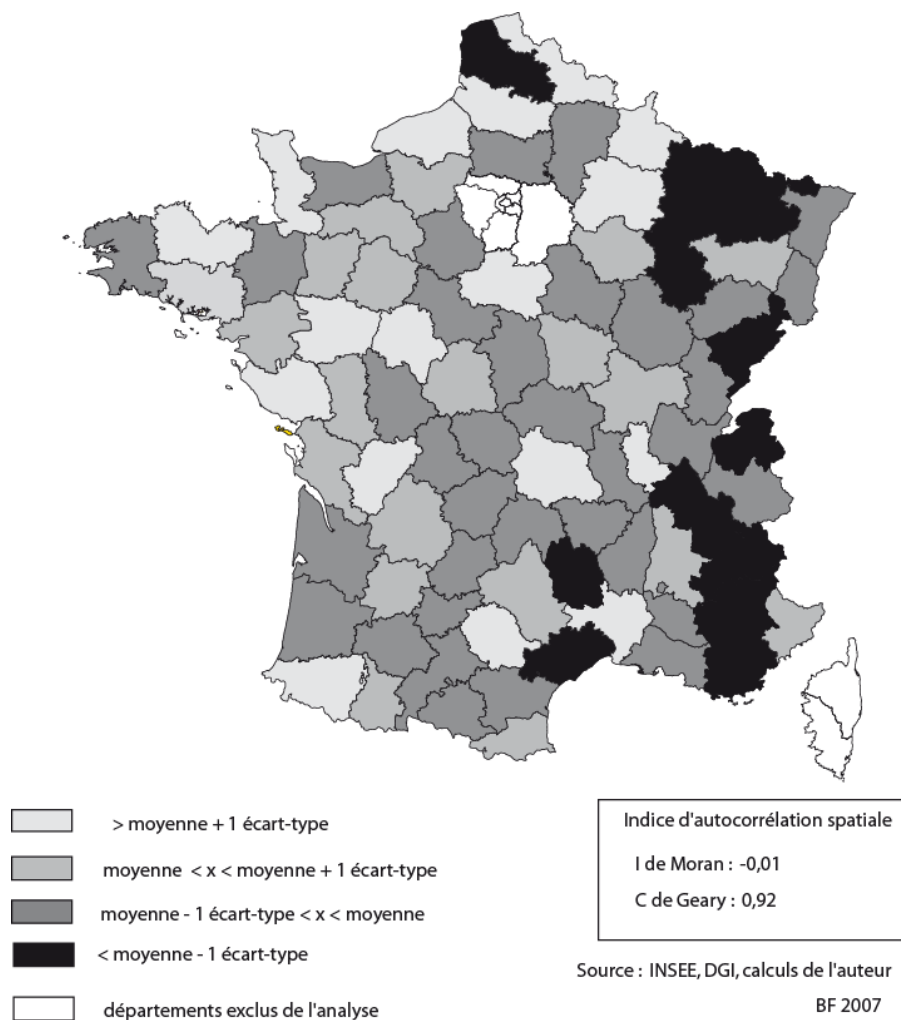 > moyenne + 1 écart-type
moyenne < x < moyenne + 1 écart-type
moyenne - 1 écart-type < x < moyenne
< moyenne - 1 écart-type
départements exclus de l'analyse
Indice d'autocorrélation spatiale
I de Moran : -0,01
C de Geary : 0,92
Source : INSEE, DGI, calculs de l'auteur
BF 2007